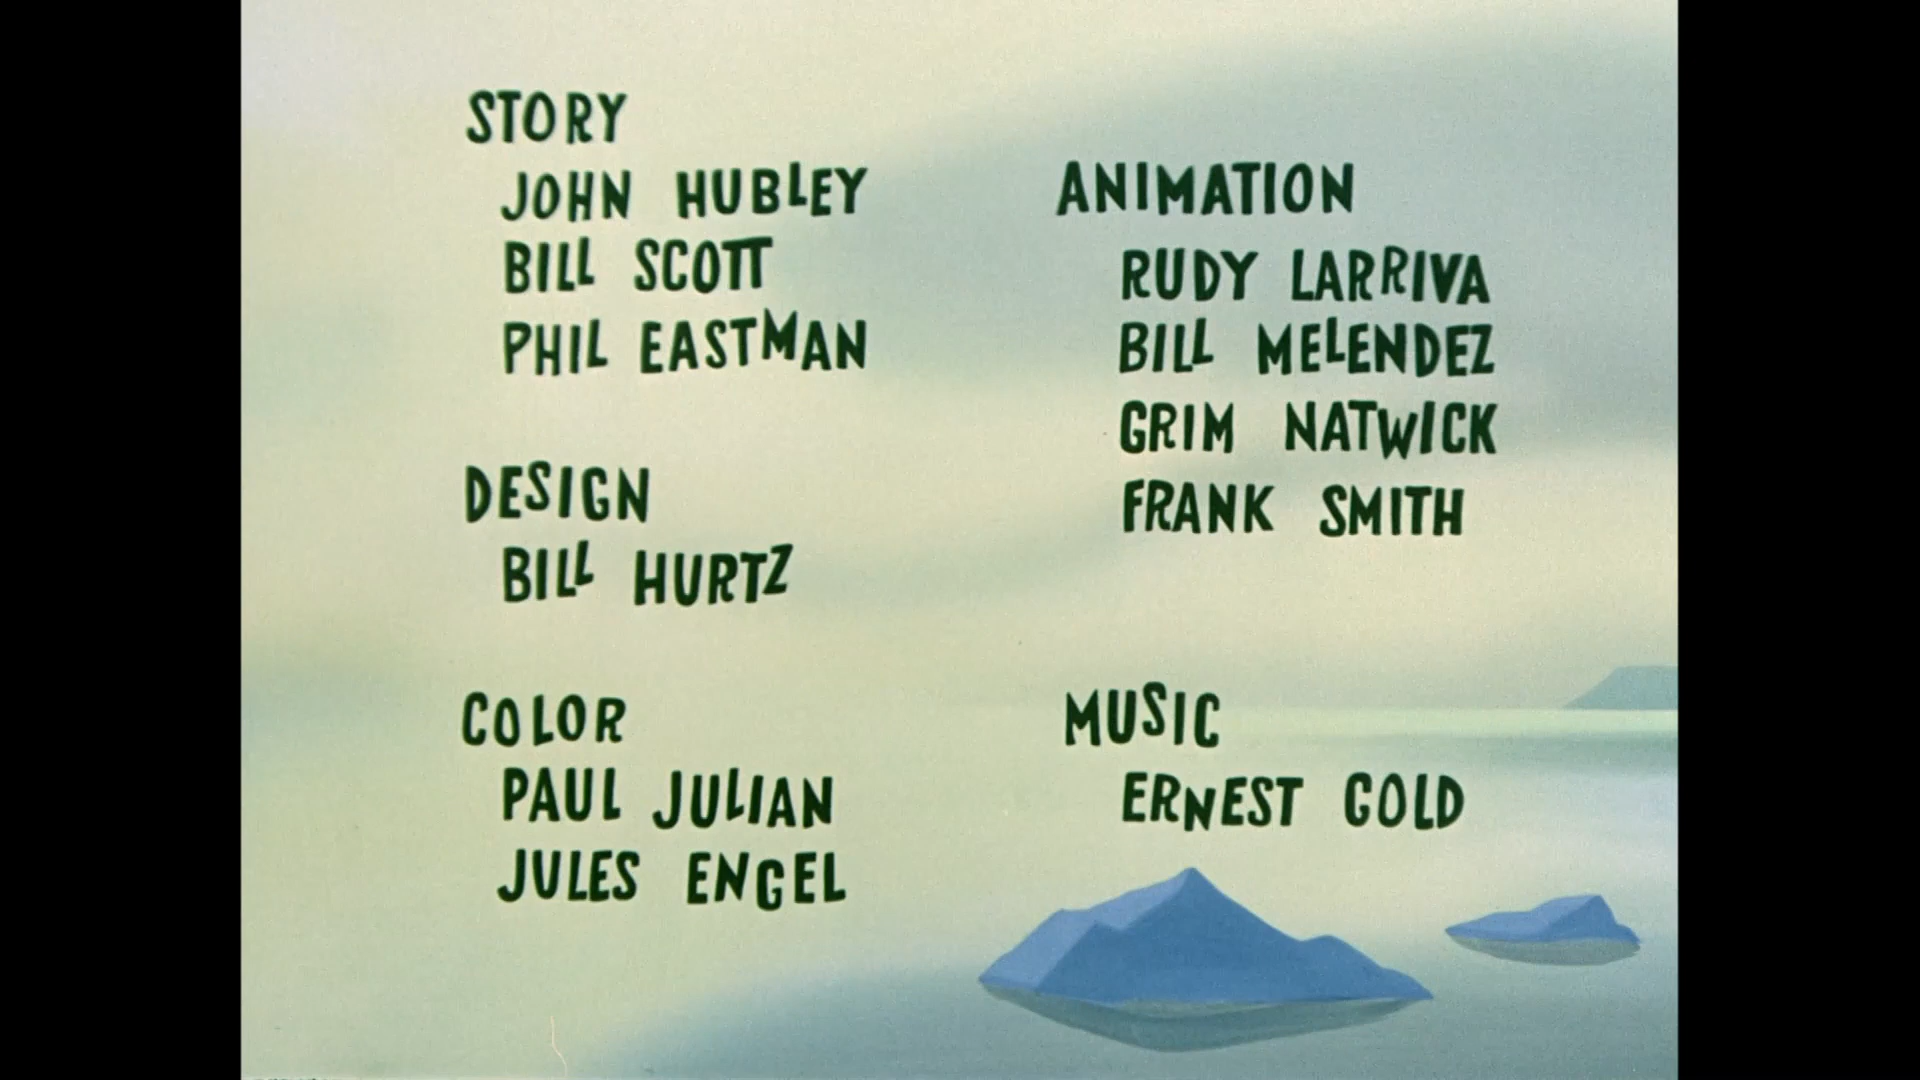 STORY
JOHN HUBLEY
BILL SCOTT
PHIL EASTMAN
DESIGN
BILL HURTZ
COLOR
PAUL JULIAN
JULES ENGEL
ANIMATION
RUDY LARRIVA
BILL MELENDEZ
GRIM NATWICK
FRANK SMITH
MUSIC
ERNEST GOLD